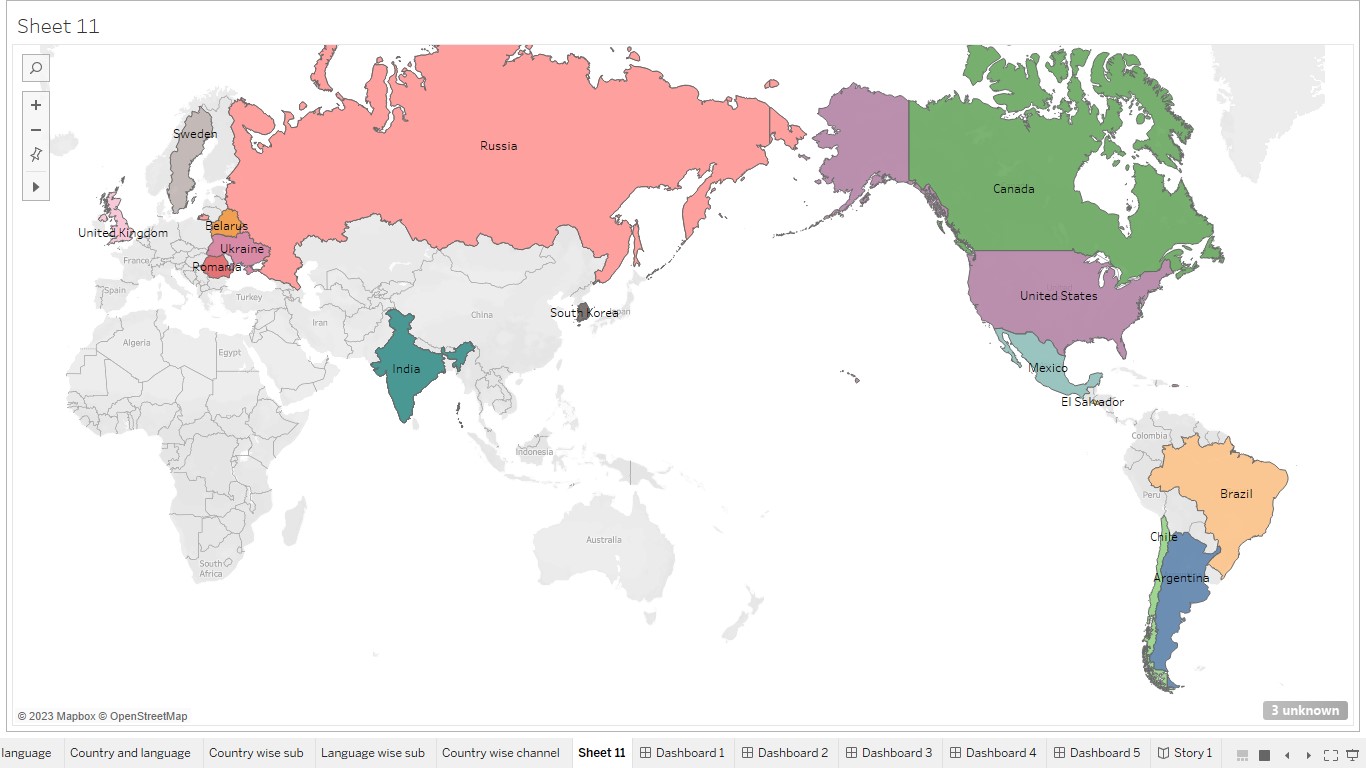 Sheet 11
Sweden
Russia
Canada
United Kingdom
Belarus
Ukraine
Romania
France
Spain
Turkey
United States
South Korea
China
Iran
Algeria
Egypt
India
Mexico
El Salvador
Colombia
Indonesia
Brazil
Peru
Chile
Australia
South
Africa
Argentina
© 2023 Mapbox © OpenStreetMap
3 unknown
language
Country and language
Country wise sub
Language wise sub
Country wise channel
Sheet 11
Dashboard 1
Dashboard 2
Dashboard 3
Dashboard 4
Dashboard 5
Story 1